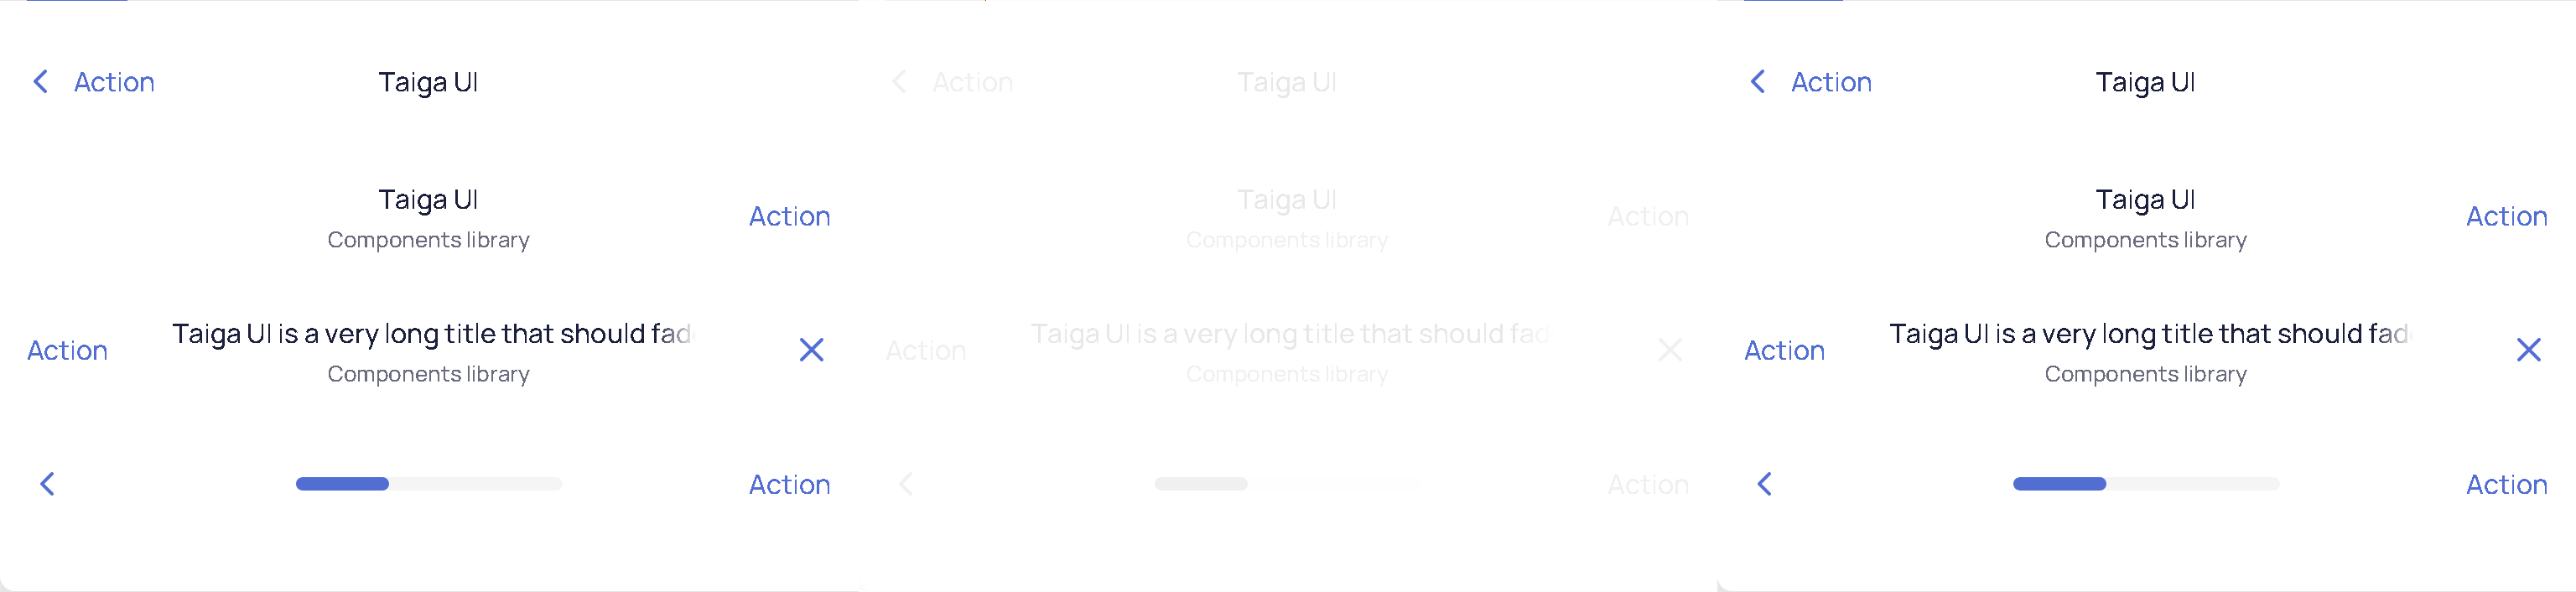 Action Taiga UI
Taiga UI
Components library
Action
Action
Taiga UI is a very long title that should fad
Components library
Action
Action Taiga UI
Taiga UI
Components library
Action
Action
Taiga UI is a very long title that should fad
Components library
Action
Action Taiga UI
Taiga UI
Components library
Action
Action
Taiga UI is a very long title that should fade
Components library
Action